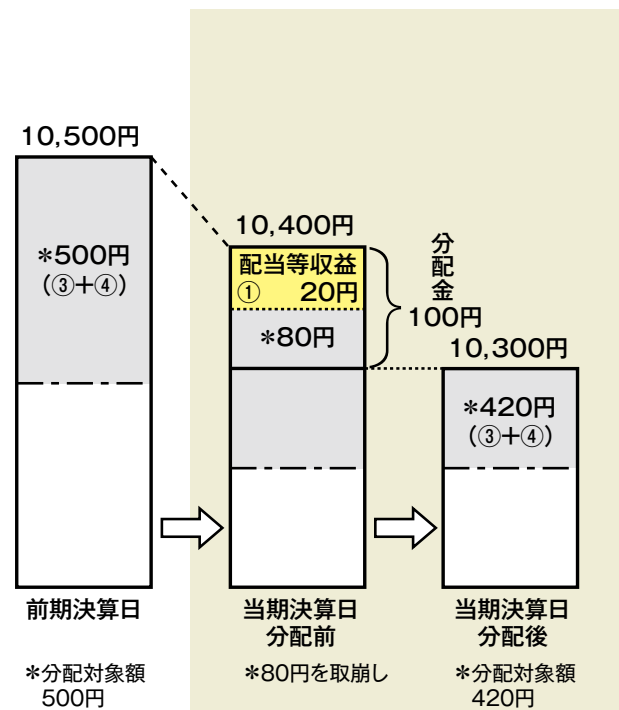 10,500円
*500円
(③+④)
前期決算日
*分配対象額
500円
10,400円
配当等収益
① 20円
*80円
分配金
100円
当期決算日
分配前
*80円を取崩し
10,300円
*420円
(③+④)
当期決算日
分配後
*分配対象額
420円